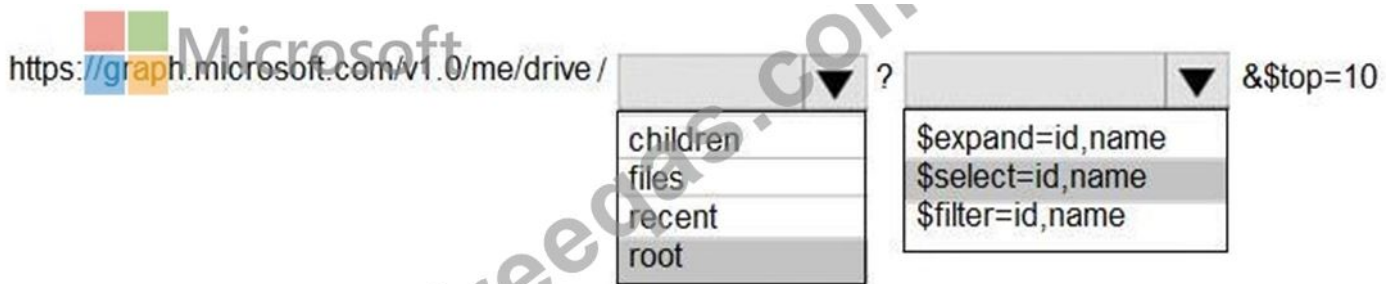 Microsoft
https://graph.microsoft.com/v1.0/me/drive / ? &$top=10
children
files
recent
root
$expand=id,name
$select=id,name
$filter=id,name